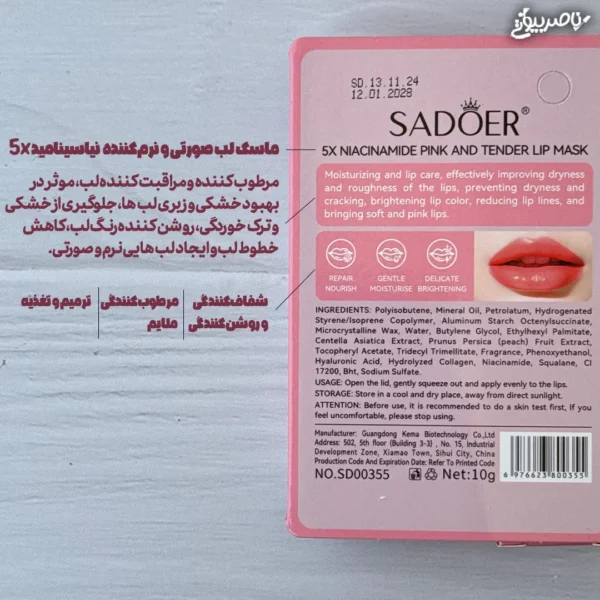 ناصر بیوتی
SD.13.11.24
12.01.2028
SADOER®
5X NIACINAMIDE PINK AND TENDER LIP MASK
Moisturizing and lip care, effectively improving dryness
and roughness of the lips, preventing dryness and
cracking, brightening lip color, reducing lip lines, and
bringing soft and pink lips.
REPAIR
NOURISH
GENTLE
MOISTURISE
DELICATE
BRIGHTENING
INGREDIENTS: Polyisobutene, Mineral Oil, Petrolatum, Hydrogenated
Styrene/Isoprene Copolymer, Aluminum Starch Octenylsuccinate,
Microcrystalline Wax, Water, Butylene Glycol, Ethylhexyl Palmitate,
Centella Asiatica Extract, Prunus Persica (peach) Fruit Extract,
Tocopheryl Acetate, Tridecyl Trimellitate, Fragrance, Phenoxyethanol,
Hyaluronic Acid, Hydrolyzed Collagen, Niacinamide, Squalane, CI
17200, Bht, Sodium Sulfate.
USAGE: Open the lid, gently squeeze out and apply evenly to the lips.
STORAGE: Store in a cool and dry place, away from direct sunlight.
ATTENTION: Before use, it is recommended to do a skin test first, If you
feel uncomfortable, please stop using.
Manufacturer: Guangdong Kema Biotechnology Co.,Ltd
Address: 502, 5th floor (Building 3-3) , No. 15, Industrial
Development Zone, Xiamao Town, Sihui City, China
Production Code And Expiration Date: Refer To Printed Code
NO.SD00355
Net:10g
6 976623 800355
ماسک لب صورتی و نرم کننده نیاسینامید 5x
مرطوب کننده و مراقبت کننده لب، موثر در
بهبود خشکی و زبری لب ها، جلوگیری از خشکی
و ترک خوردگی، روشن کننده رنگ لب، کاهش
خطوط لب و ایجاد لب هایی نرم و صورتی.
شفاف کنندگی
و روشن کنندگی
مرطوب کنندگی
ملایم
ترمیم و تغذیه